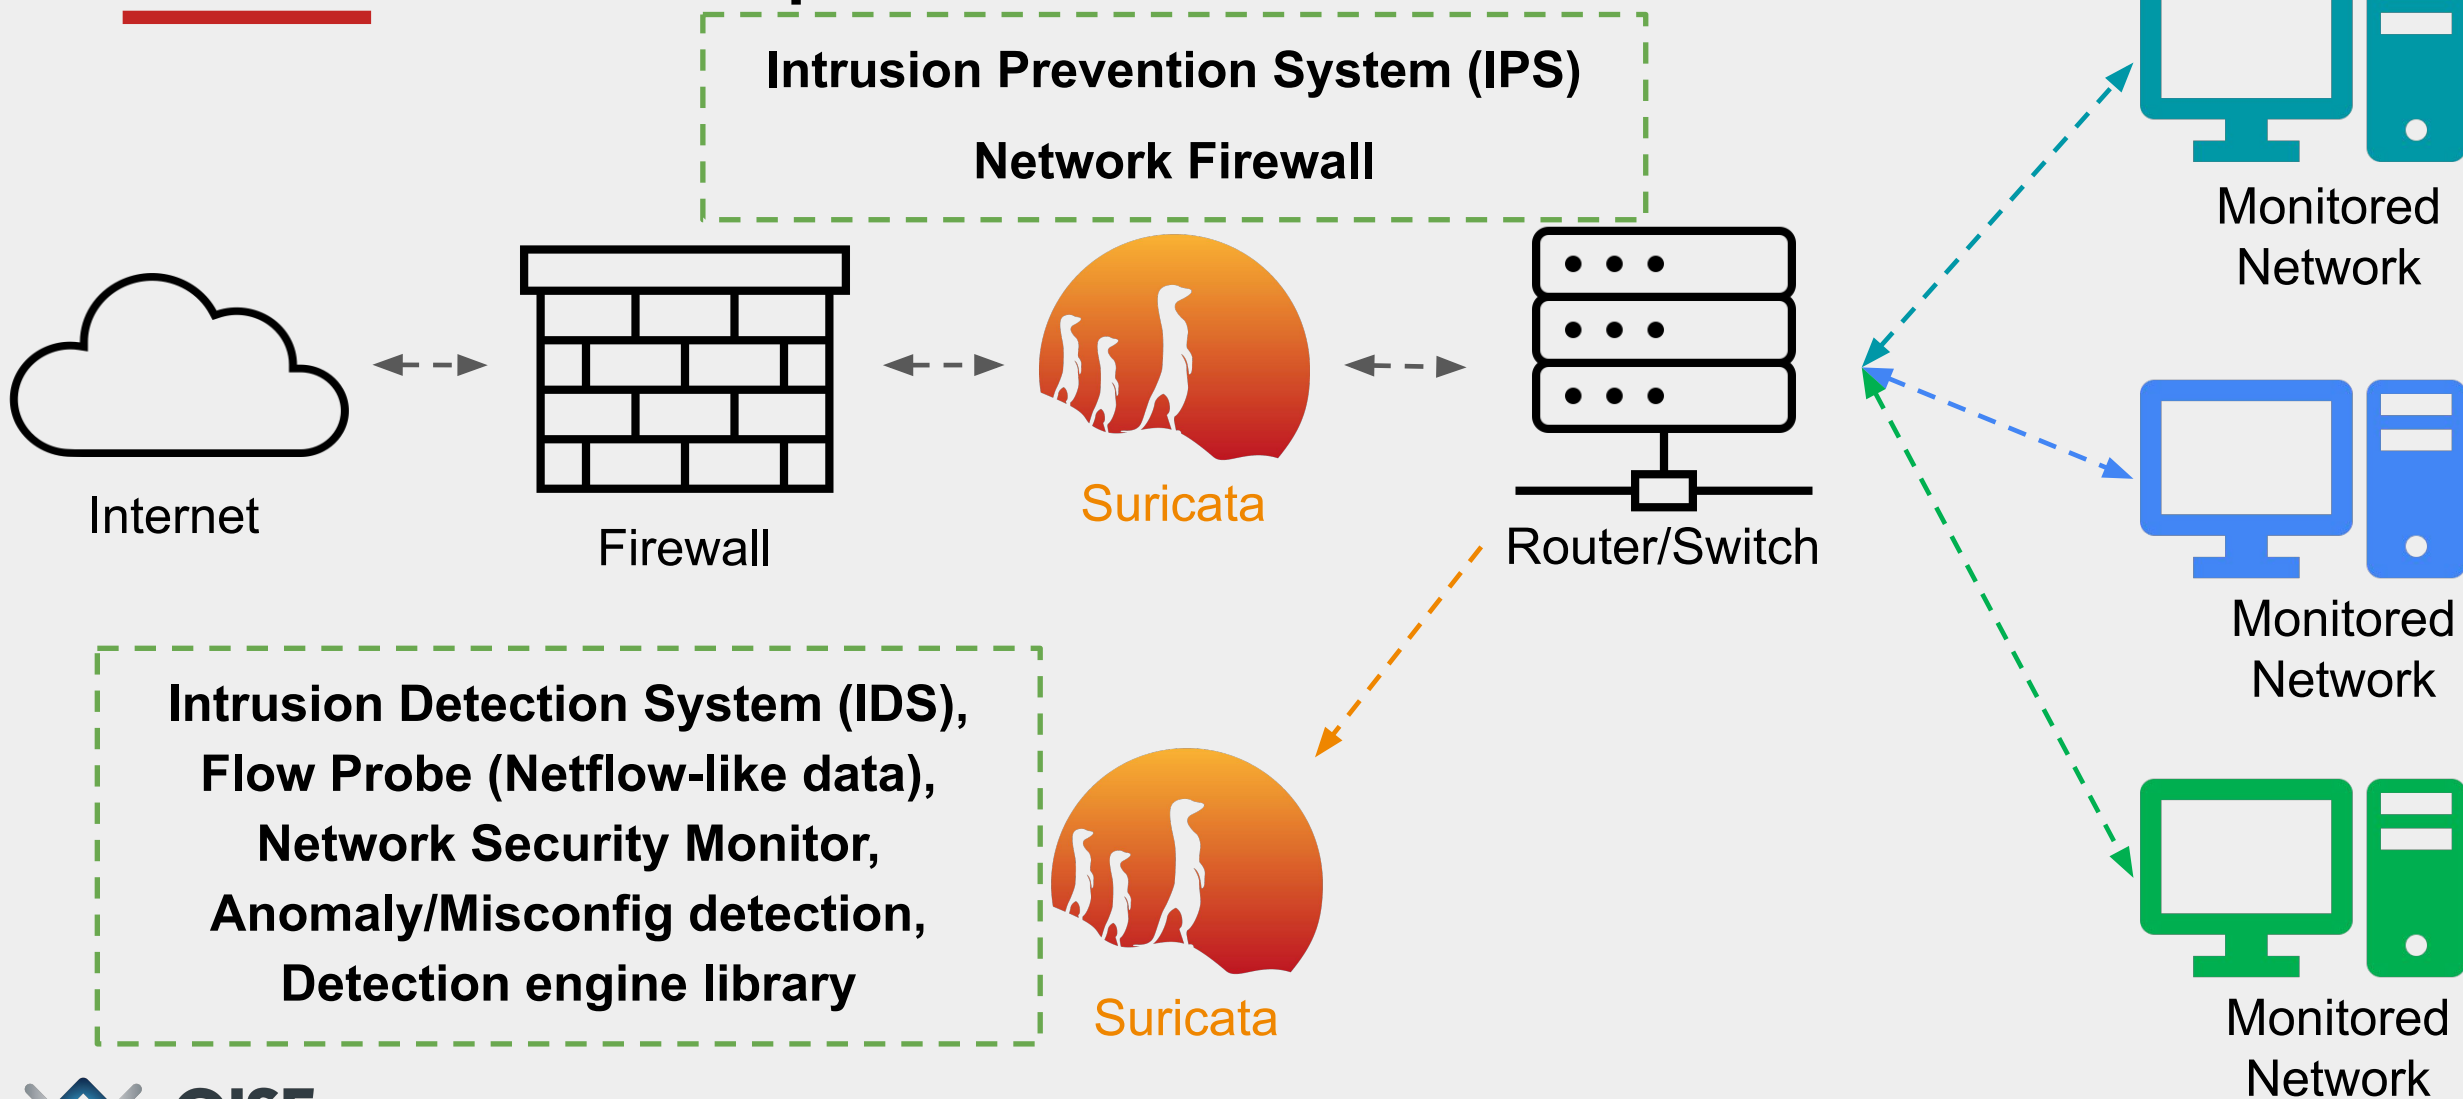 Intrusion Prevention System (IPS)
Network Firewall
Monitored
Network
Internet
Firewall
Suricata
Router/Switch
Monitored
Network
Intrusion Detection System (IDS),
Flow Probe (Netflow-like data),
Network Security Monitor,
Anomaly/Misconfig detection,
Detection engine library
Suricata
Monitored
Network
OISF